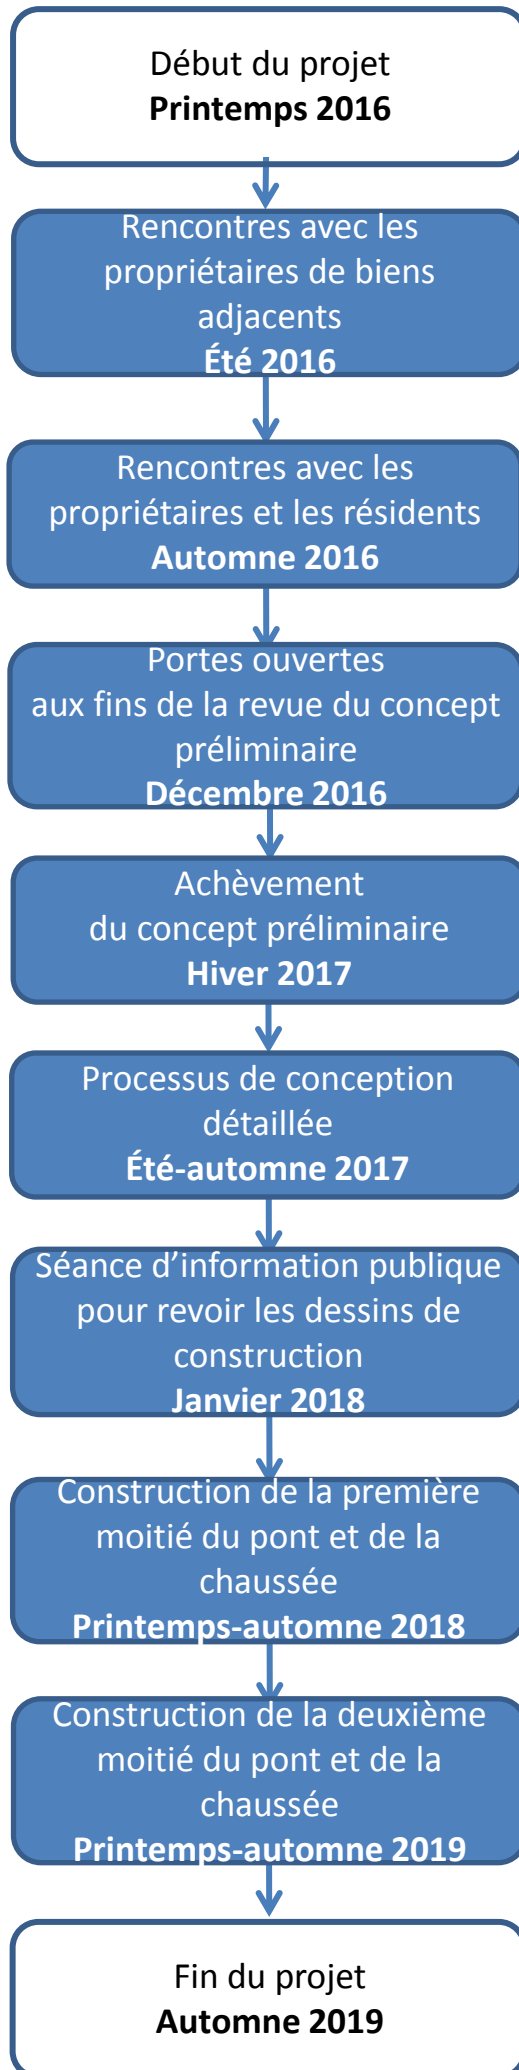 Début du projet
Printemps 2016
Rencontres avec les
propriétaires de biens
adjacents
Été 2016
Rencontres avec les
propriétaires et les résidents
Automne 2016
Portes ouvertes
aux fins de la revue du concept
préliminaire
Décembre 2016
Achèvement
du concept préliminaire
Hiver 2017
Processus de conception
détaillée
Été-automne 2017
Séance d’information publique
pour revoir les dessins de
construction
Janvier 2018
Construction de la première
moitié du pont et de la
chaussée
Printemps-automne 2018
Construction de la deuxième
moitié du pont et de la
chaussée
Printemps-automne 2019
Fin du projet
Automne 2019